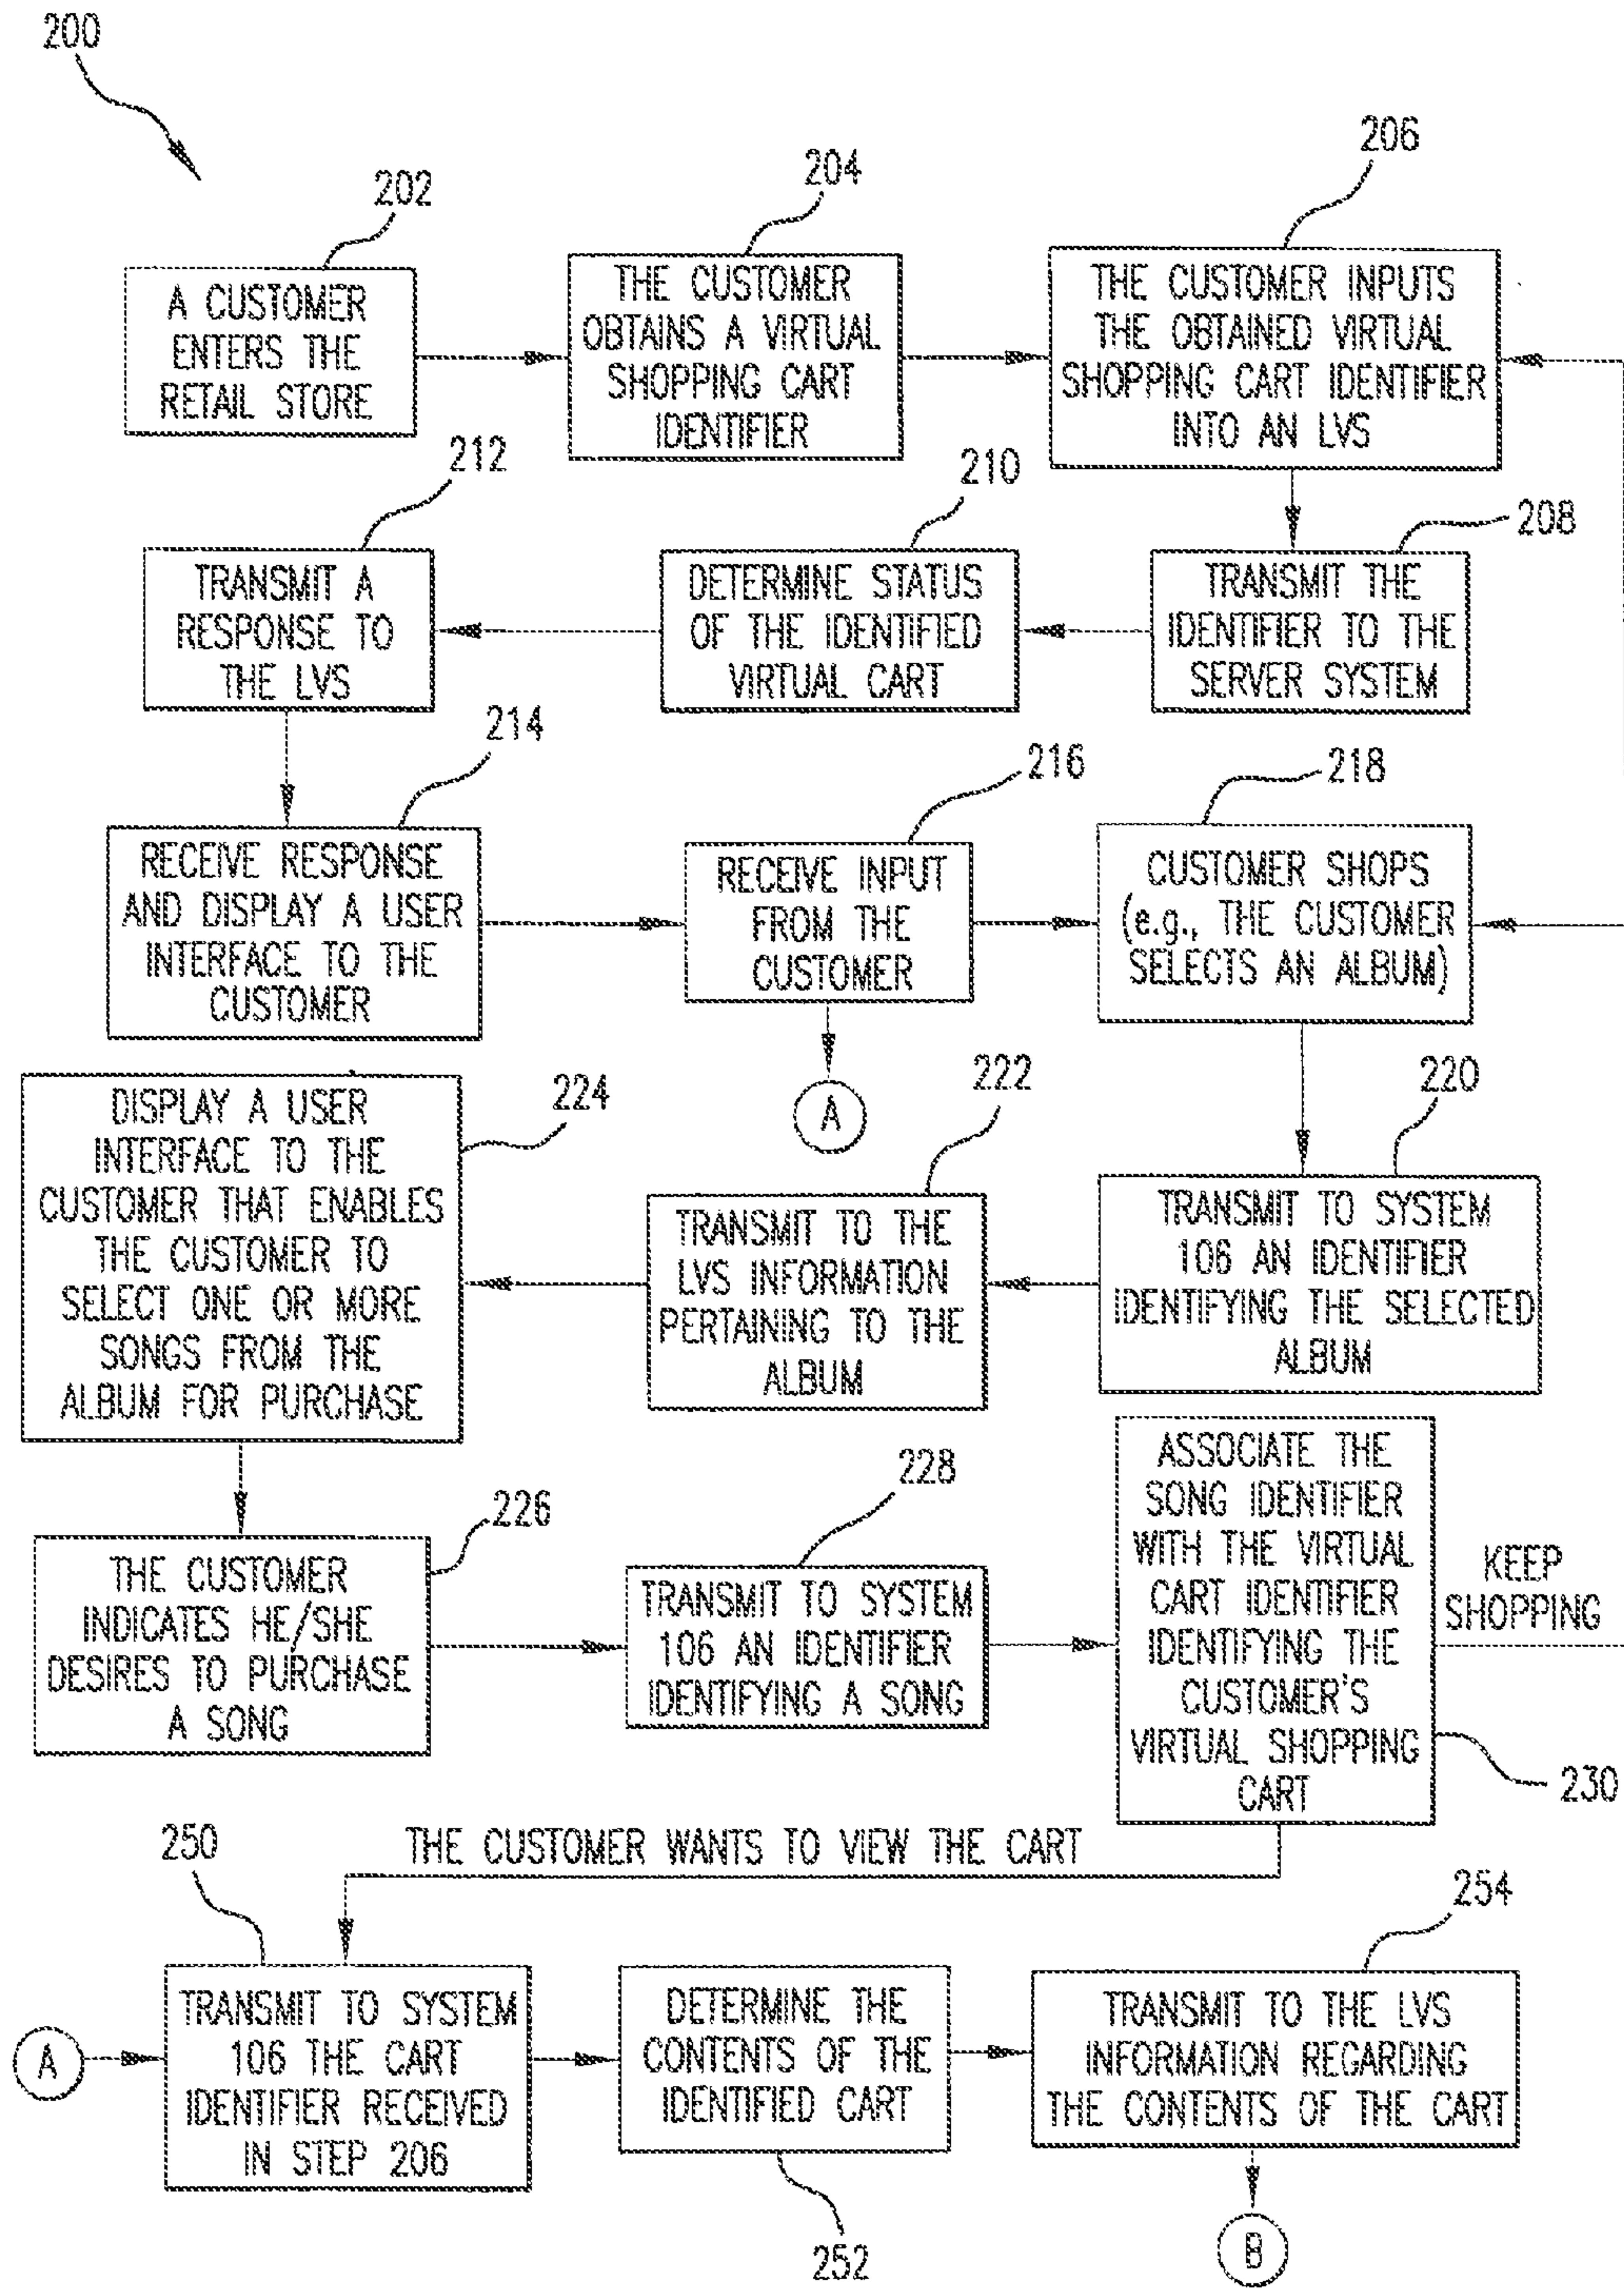 200
202
A CUSTOMER
ENTERS THE
RETAIL STORE
204
THE CUSTOMER
OBTAINS A VIRTUAL
SHOPPING CART
IDENTIFIER
206
THE CUSTOMER INPUTS
THE OBTAINED VIRTUAL
SHOPPING CART IDENTIFIER
INTO AN LVS
208
TRANSMIT THE
IDENTIFIER TO THE
SERVER SYSTEM
210
DETERMINE STATUS
OF THE IDENTIFIED
VIRTUAL CART
212
TRANSMIT A
RESPONSE TO
THE LVS
214
RECEIVE RESPONSE
AND DISPLAY A USER
INTERFACE TO THE
CUSTOMER
216
RECEIVE INPUT
FROM THE
CUSTOMER
A
218
CUSTOMER SHOPS
(e.g., THE CUSTOMER
SELECTS AN ALBUM)
220
TRANSMIT TO SYSTEM
106 AN IDENTIFIER
IDENTIFYING THE SELECTED
ALBUM
222
TRANSMIT TO THE
LVS INFORMATION
PERTAINING TO THE
ALBUM
224
DISPLAY A USER
INTERFACE TO THE
CUSTOMER THAT ENABLES
THE CUSTOMER TO
SELECT ONE OR MORE
SONGS FROM THE
ALBUM FOR PURCHASE
226
THE CUSTOMER
INDICATES HE/SHE
DESIRES TO PURCHASE
A SONG
228
TRANSMIT TO SYSTEM
106 AN IDENTIFIER
IDENTIFYING A SONG
ASSOCIATE THE
SONG IDENTIFIER
WITH THE VIRTUAL
CART IDENTIFIER
IDENTIFYING THE
CUSTOMER'S
VIRTUAL SHOPPING
CART
230
KEEP
SHOPPING
THE CUSTOMER WANTS TO VIEW THE CART
A
250
TRANSMIT TO SYSTEM
106 THE CART
IDENTIFIER RECEIVED
IN STEP 206
DETERMINE THE
CONTENTS OF THE
IDENTIFIED CART
252
254
TRANSMIT TO THE LVS
INFORMATION REGARDING
THE CONTENTS OF THE CART
B